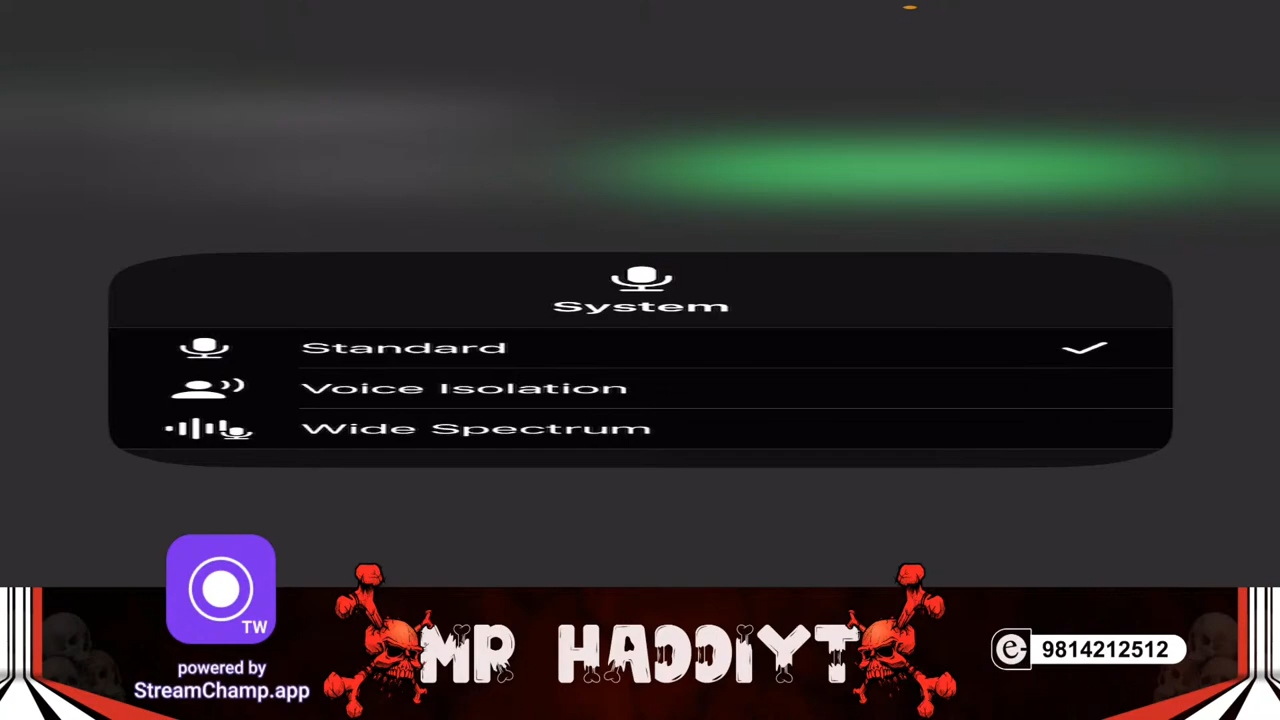 System
Standard
Voice Isolation
Wide Spectrum
TW
powered by
StreamChamp.app
MR HADDIYT
e 9814212512